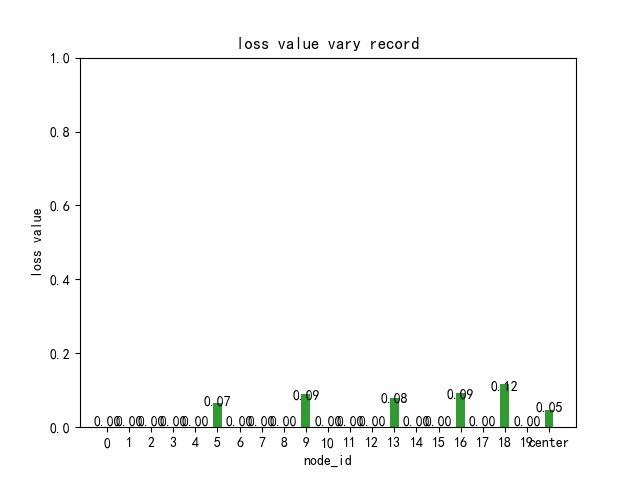 loss value vary record
1.0
0.8
0.6
0.4
0.2
0.0
loss value
0.00 0.00 0.00 0.00 0.00 0.07 0.00 0.00 0.00 0.09 0.00 0.00 0.00 0.08 0.00 0.00 0.09 0.00 0.12 0.00 0.05
0 1 2 3 4 5 6 7 8 9 10 11 12 13 14 15 16 17 18 19 center
node_id